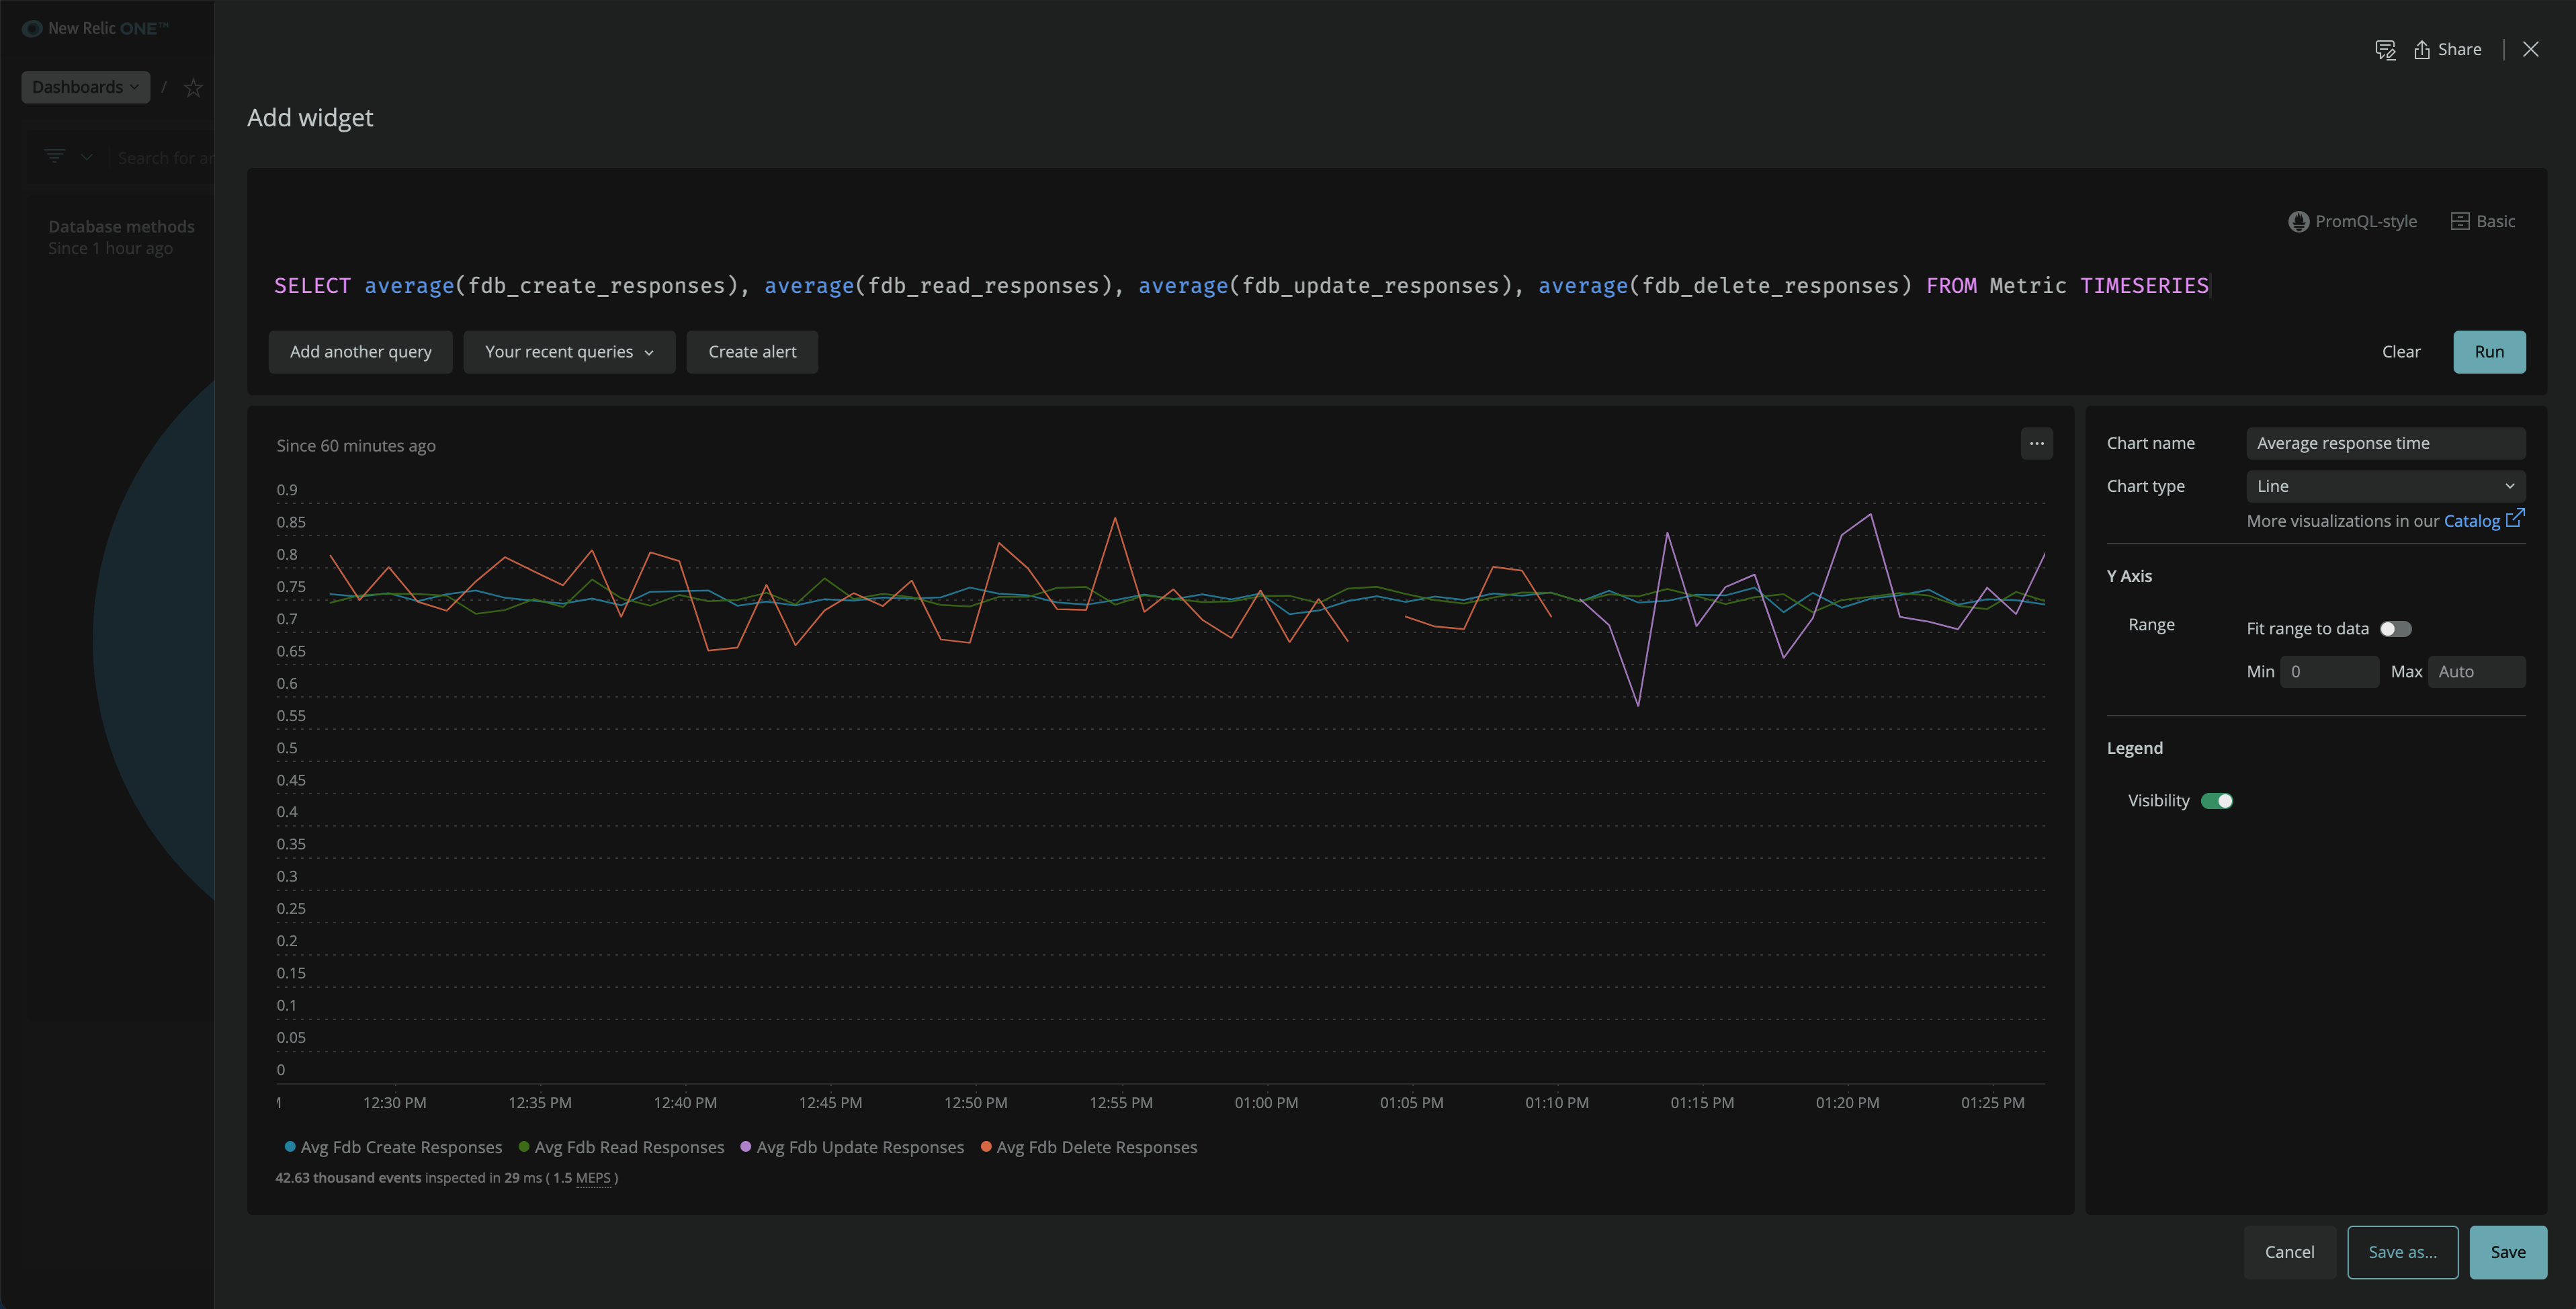 New Relic ONE™
Share
Dashboards /
Add widget
Search for an
PromQL-style Basic
Database methods
Since 1 hour ago
SELECT average(fdb_create_responses), average(fdb_read_responses), average(fdb_update_responses), average(fdb_delete_responses) FROM Metric TIMESERIES
Add another query Your recent queries Create alert Clear Run
Since 60 minutes ago
...
0.9
0.85
0.8
0.75
0.7
0.65
0.6
0.55
0.5
0.45
0.4
0.35
0.3
0.25
0.2
0.15
0.1
0.05
0
12:30 PM 12:35 PM 12:40 PM 12:45 PM 12:50 PM 12:55 PM 01:00 PM 01:05 PM 01:10 PM 01:15 PM 01:20 PM 01:25 PM
Avg Fdb Create Responses Avg Fdb Read Responses Avg Fdb Update Responses Avg Fdb Delete Responses
42.63 thousand events inspected in 29 ms ( 1.5 MEPS )
Chart name Average response time
Chart type Line
More visualizations in our Catalog
Y Axis
Range Fit range to data
Min 0 Max Auto
Legend
Visibility
Cancel Save as... Save